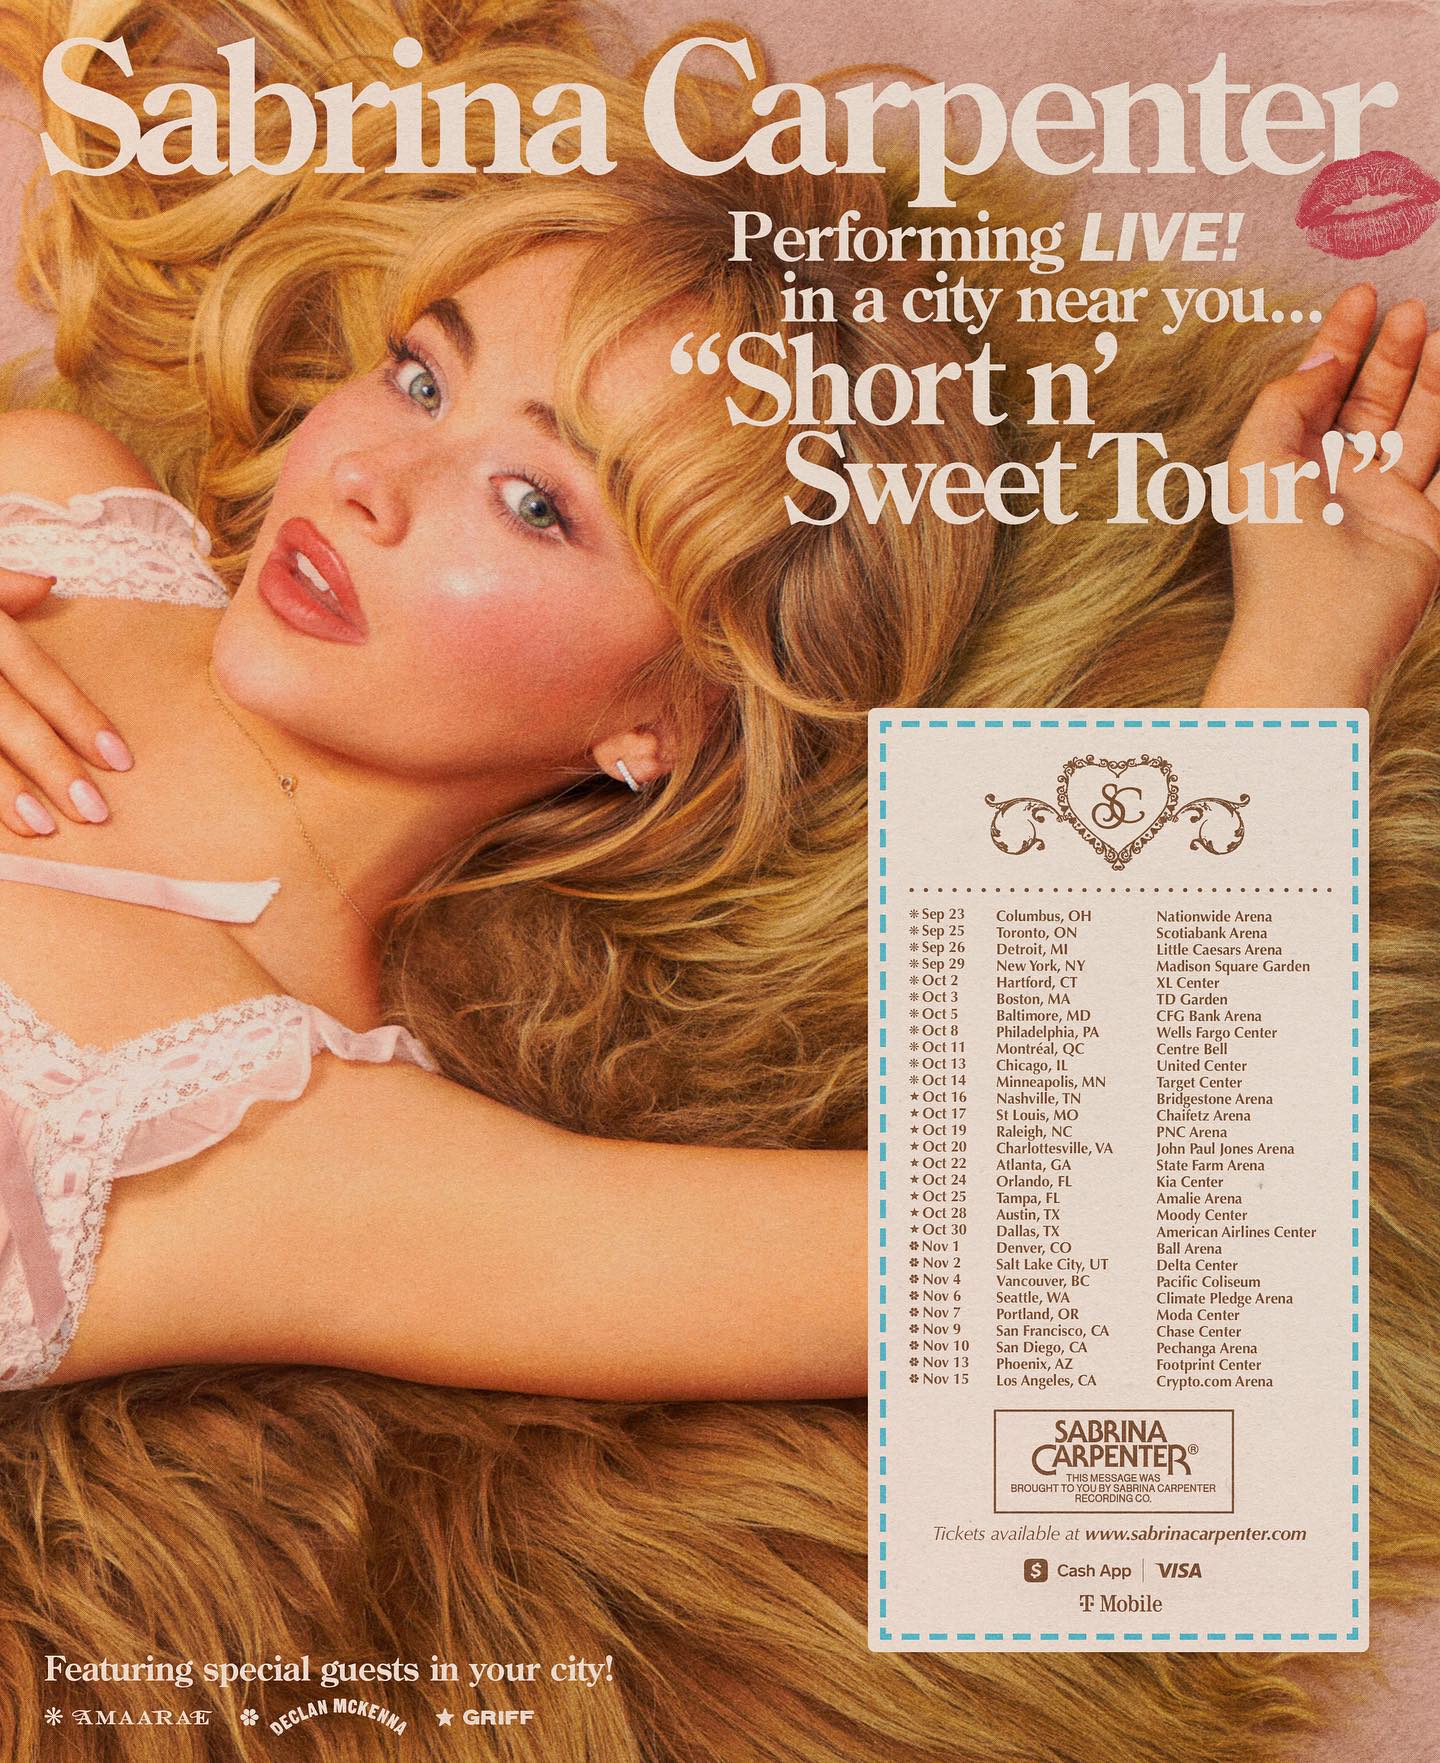 Sabrina Carpenter
Performing LIVE!
in a city near you...
“Short n’
Sweet Tour!”
SC
Sep 23 Columbus, OH Nationwide Arena
Sep 25 Toronto, ON Scotiabank Arena
Sep 26 Detroit, MI Little Caesars Arena
Sep 29 New York, NY Madison Square Garden
Oct 2 Hartford, CT XL Center
Oct 3 Boston, MA TD Garden
Oct 5 Baltimore, MD CFG Bank Arena
Oct 8 Philadelphia, PA Wells Fargo Center
Oct 11 Montréal, QC Centre Bell
Oct 13 Chicago, IL United Center
Oct 14 Minneapolis, MN Target Center
★ Oct 16 Nashville, TN Bridgestone Arena
★ Oct 17 St Louis, MO Chaifetz Arena
★ Oct 19 Raleigh, NC PNC Arena
★ Oct 20 Charlottesville, VA John Paul Jones Arena
★ Oct 22 Atlanta, GA State Farm Arena
★ Oct 24 Orlando, FL Kia Center
★ Oct 25 Tampa, FL Amalie Arena
★ Oct 28 Austin, TX Moody Center
★ Oct 30 Dallas, TX American Airlines Center
Nov 1 Denver, CO Ball Arena
Nov 2 Salt Lake City, UT Delta Center
Nov 4 Vancouver, BC Pacific Coliseum
Nov 6 Seattle, WA Climate Pledge Arena
Nov 7 Portland, OR Moda Center
Nov 9 San Francisco, CA Chase Center
Nov 10 San Diego, CA Pechanga Arena
Nov 13 Phoenix, AZ Footprint Center
Nov 15 Los Angeles, CA Crypto.com Arena
SABRINA
CARPENTER®
THIS MESSAGE WAS
BROUGHT TO YOU BY SABRINA CARPENTER
RECORDING CO.
Tickets available at www.sabrinacarpenter.com
$ Cash App | VISA
T Mobile
Featuring special guests in your city!
AMAARAE DECLAN MCKENNA ★ GRIFF